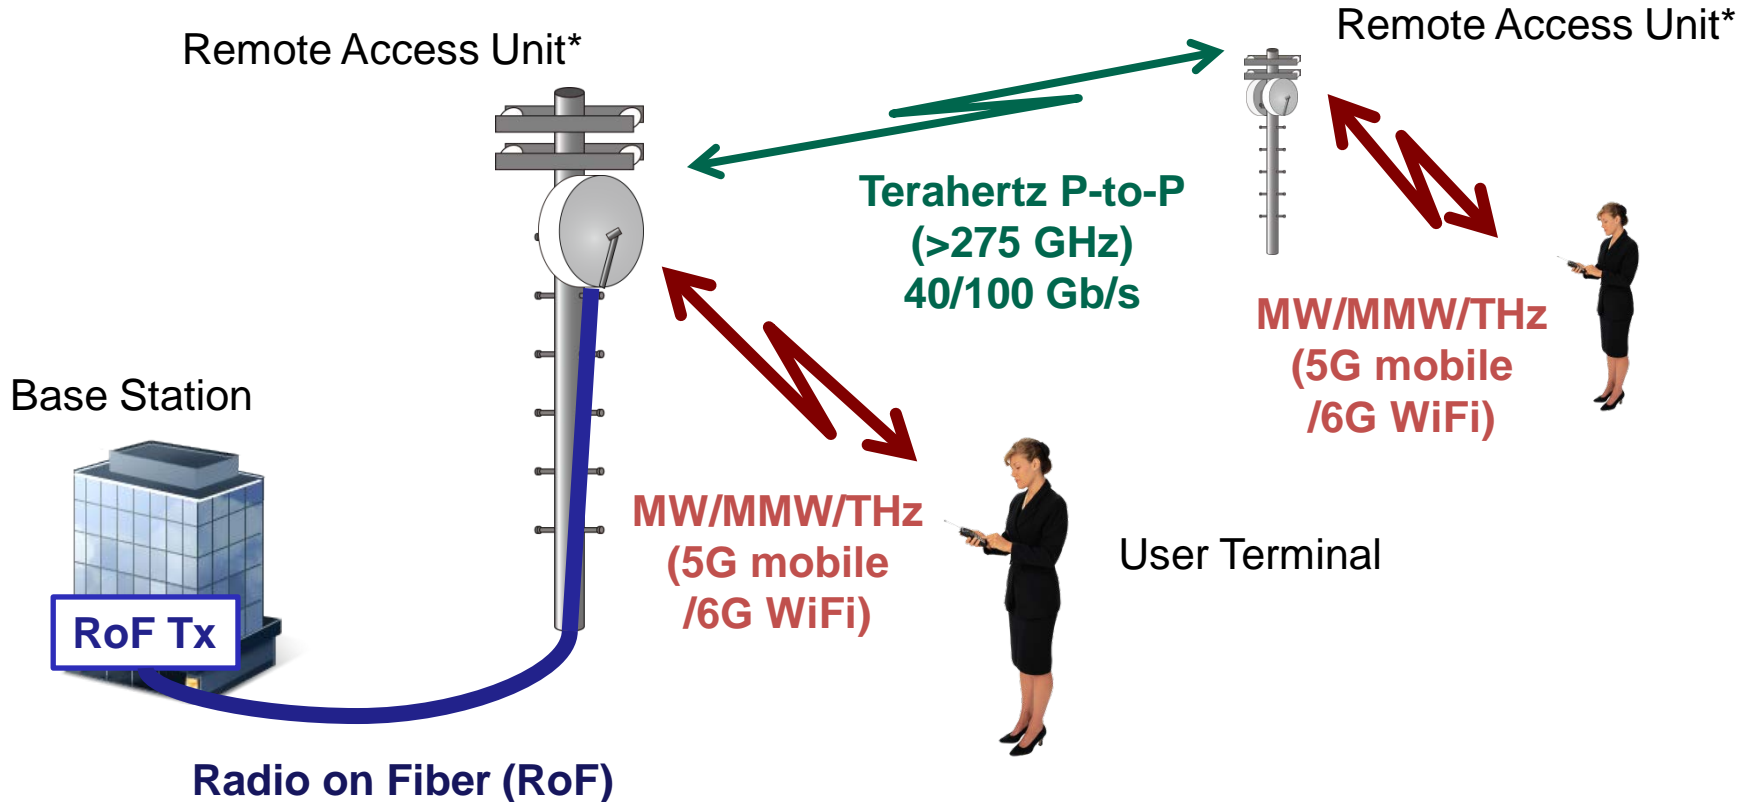 Remote Access Unit*
Remote Access Unit*
Terahertz P-to-P
(>275 GHz)
40/100 Gb/s
MW/MMW/THz
(5G mobile
/6G WiFi)
Base Station
MW/MMW/THz
(5G mobile
/6G WiFi)
User Terminal
RoF Tx
Radio on Fiber (RoF)